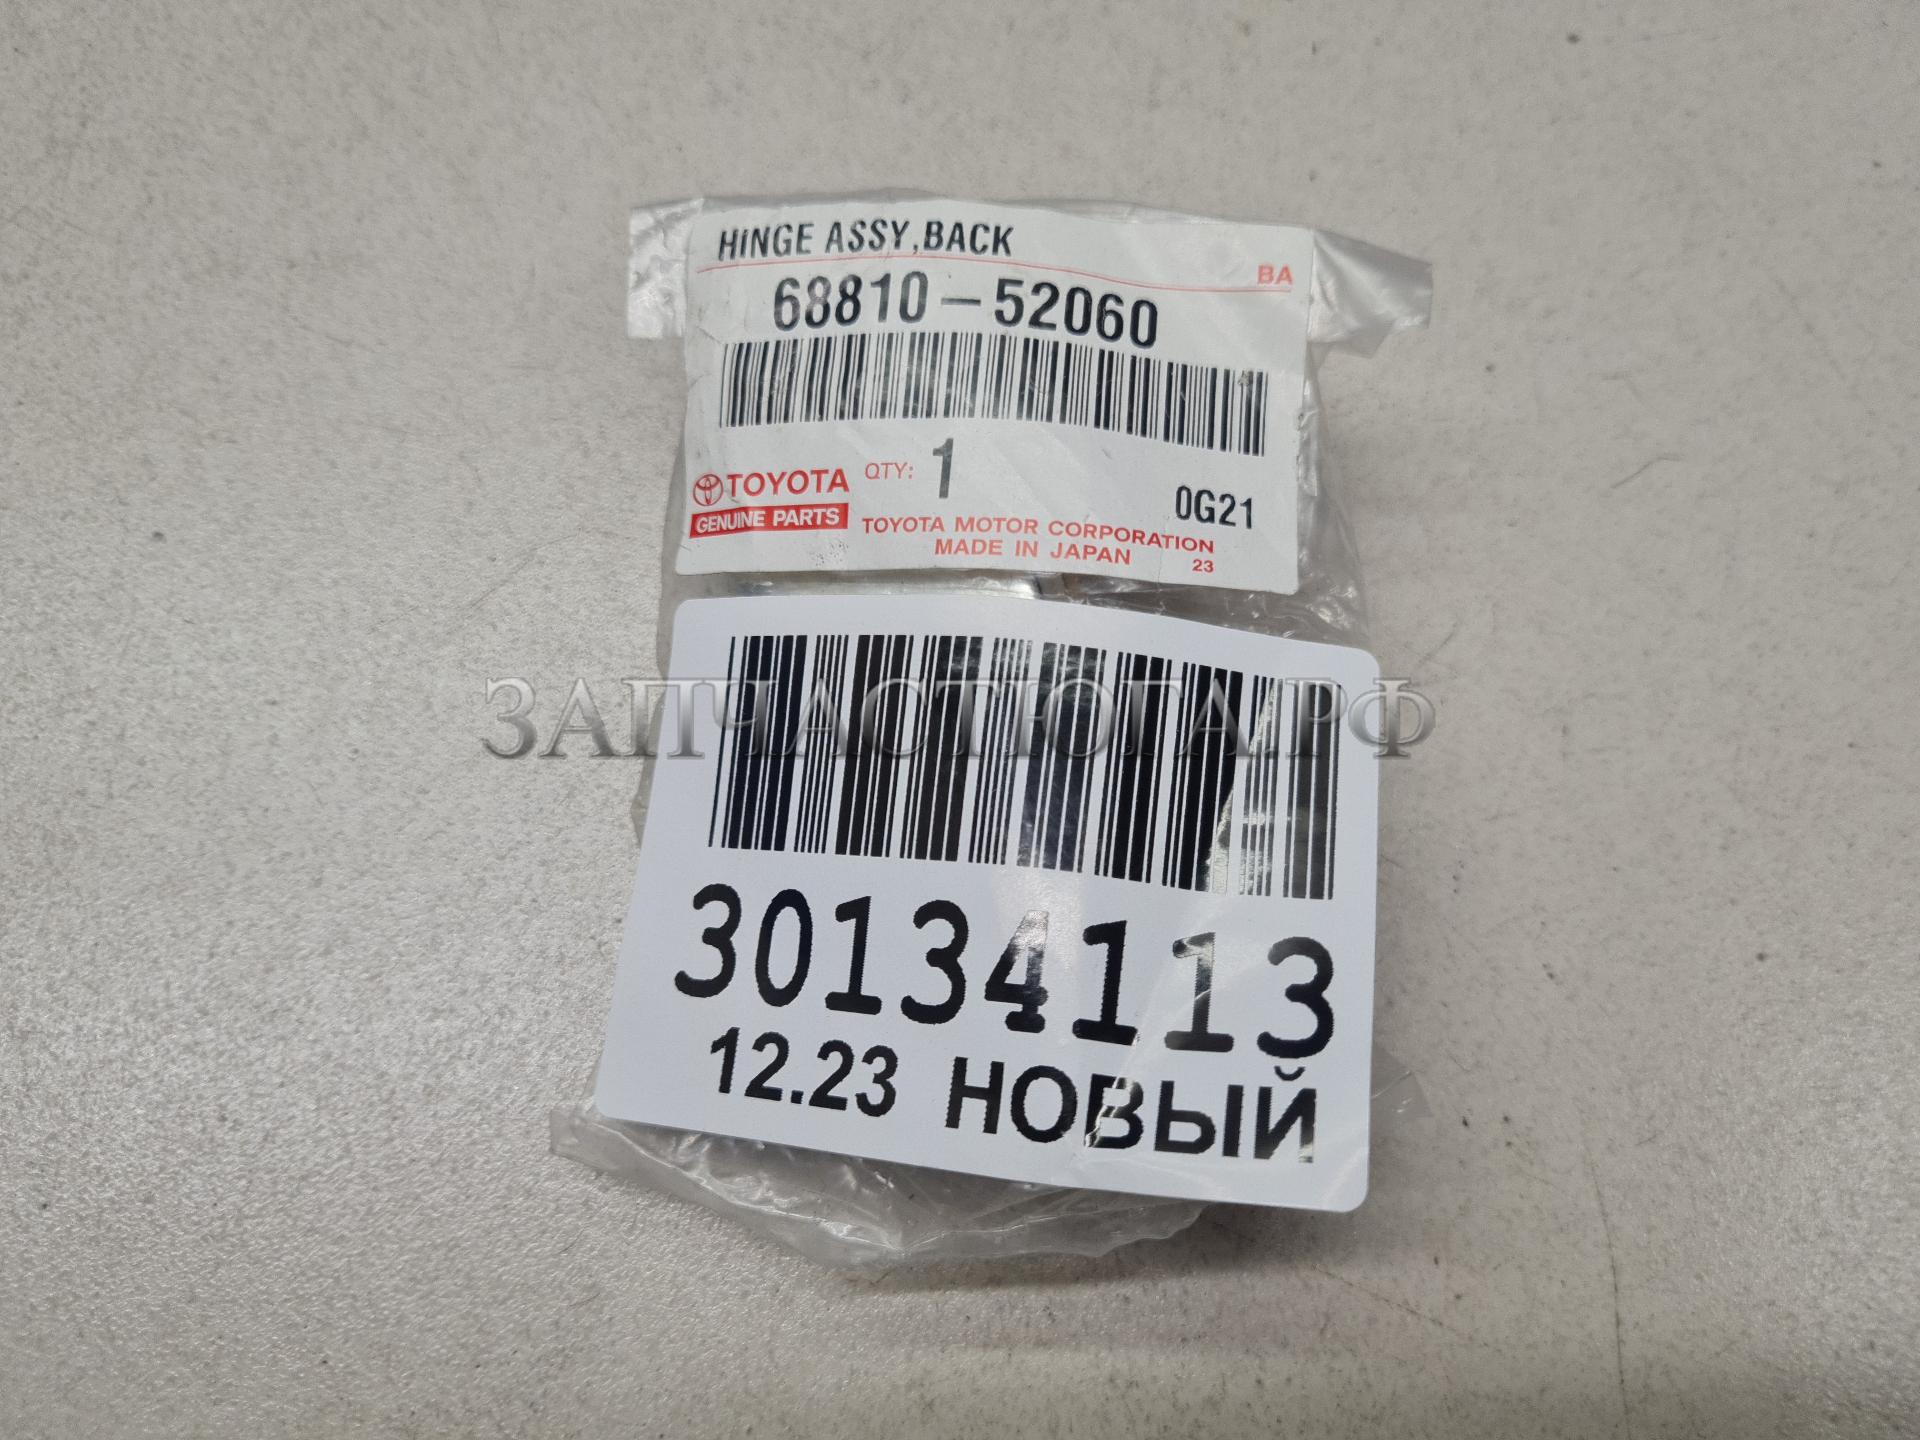 HINGE ASSY,BACK
BA
68810-52060
TOYOTA
GENUINE PARTS
QTY: 1
0G21
TOYOTA MOTOR CORPORATION
MADE IN JAPAN
23
ЗАПЧАСТЮГА.РФ
30134113
12.23 НОВЫЙ